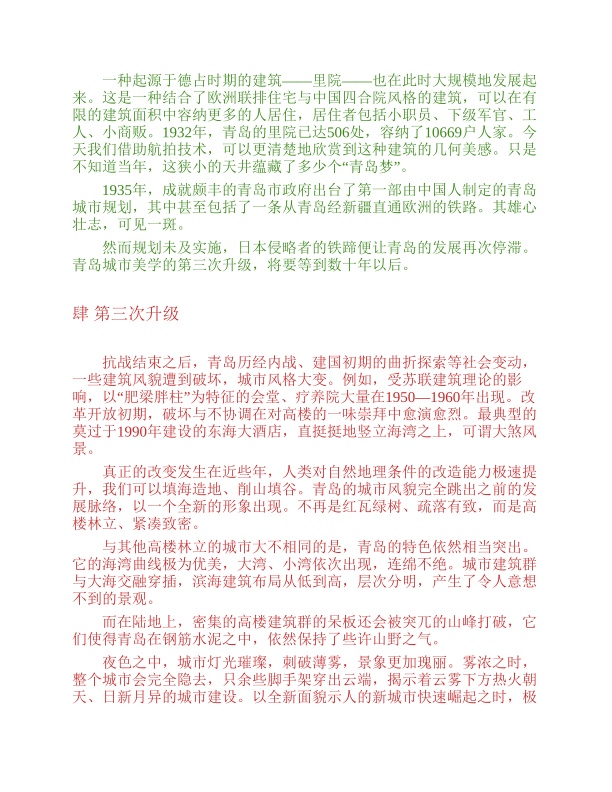 一种起源于德占时期的建筑——里院——也在此时大规模地发展起
来。这是一种结合了欧洲联排住宅与中国四合院风格的建筑，可以在有
限的建筑面积中容纳更多的人居住，居住者包括小职员、下级军官、工
人、小商贩。1932年，青岛的里院已达506处，容纳了10669户人家。今
天我们借助航拍技术，可以更清楚地欣赏到这种建筑的几何美感。只是
不知道当年，这狭小的天井蕴藏了多少个“青岛梦”。
1935年，成就颇丰的青岛市政府出台了第一部由中国人制定的青岛
城市规划，其中甚至包括了一条从青岛经新疆直通欧洲的铁路。其雄心
壮志，可见一斑。
然而规划未及实施，日本侵略者的铁蹄便让青岛的发展再次停滞。
青岛城市美学的第三次升级，将要等到数十年以后。
肆 第三次升级
抗战结束之后，青岛历经内战、建国初期的曲折探索等社会变动，
一些建筑风貌遭到破坏，城市风格大变。例如，受苏联建筑理论的影
响，以“肥梁胖柱”为特征的会堂、疗养院大量在1950—1960年出现。改
革开放初期，破坏与不协调在对高楼的一味崇拜中愈演愈烈。最典型的
莫过于1990年建设的东海大酒店，直挺挺地竖立海湾之上，可谓大煞风
景。
真正的改变发生在近些年，人类对自然地理条件的改造能力极速提
升，我们可以填海造地、削山填谷。青岛的城市风貌完全跳出之前的发
展脉络，以一个全新的形象出现。不再是红瓦绿树、疏落有致，而是高
楼林立、紧凑致密。
与其他高楼林立的城市大不相同的是，青岛的特色依然相当突出。
它的海湾曲线极为优美，大湾、小湾依次出现，连绵不绝。城市建筑群
与大海交融穿插，滨海建筑布局从低到高，层次分明，产生了令人意想
不到的景观。
而在陆地上，密集的高楼建筑群的呆板还会被突兀的山峰打破，它
们使得青岛在钢筋水泥之中，依然保持了些许山野之气。
夜色之中，城市灯光璀璨，刺破薄雾，景象更加瑰丽。雾浓之时，
整个城市会完全隐去，只余些脚手架穿出云端，揭示着云雾下方热火朝
天、日新月异的城市建设。以全新面貌示人的新城市快速崛起之时，极